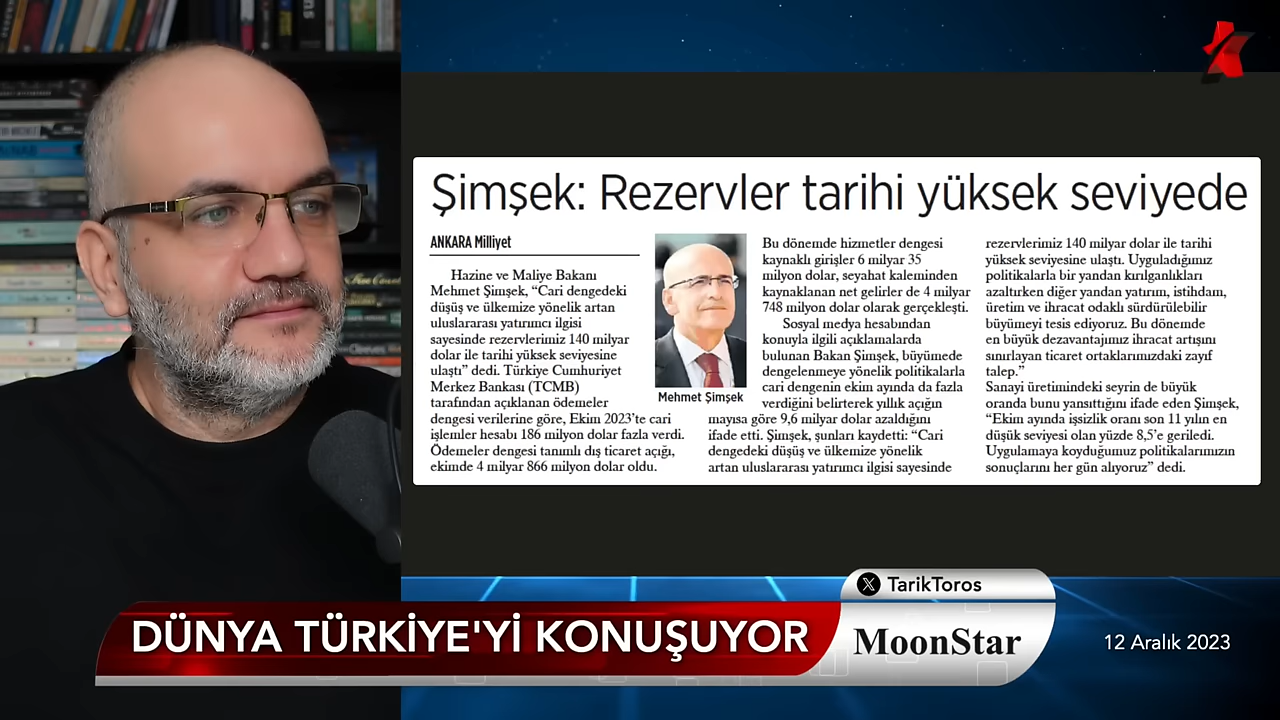 Şimşek: Rezervler tarihi yüksek seviyede
ANKARA Milliyet
Hazine ve Maliye Bakanı
Mehmet Şimşek, “Cari dengedeki
düşüş ve ülkemize yönelik artan
uluslararası yatırımcı ilgisi
sayesinde rezervlerimiz 140 milyar
dolar ile tarihi yüksek seviyesine
ulaştı” dedi. Türkiye Cumhuriyet
Merkez Bankası (TCMB)
tarafından açıklanan ödemeler
dengesi verilerine göre, Ekim 2023’te cari
işlemler hesabı 186 milyon dolar fazla verdi.
Ödemeler dengesi tanımlı dış ticaret açığı,
ekimde 4 milyar 866 milyon dolar oldu.
Mehmet Şimşek
Bu dönemde hizmetler dengesi
kaynaklı girişler 6 milyar 35
milyon dolar, seyahat kaleminden
kaynaklanan net gelirler de 4 milyar
748 milyon dolar olarak gerçekleşti.
Sosyal medya hesabından
konuyla ilgili açıklamalarda
bulunan Bakan Şimşek, büyümede
dengelenmeye yönelik politikalarla
cari dengenin ekim ayında da fazla
verdiğini belirterek yıllık açığın
mayısa göre 9,6 milyar dolar azaldığını
ifade etti. Şimşek, şunları kaydetti: “Cari
dengedeki düşüş ve ülkemize yönelik
artan uluslararası yatırımcı ilgisi sayesinde
rezervlerimiz 140 milyar dolar ile tarihi
yüksek seviyesine ulaştı. Uyguladığımız
politikalarla bir yandan kırılganlıkları
azaltırken diğer yandan yatırım, istihdam,
üretim ve ihracat odaklı sürdürülebilir
büyümeyi tesis ediyoruz. Bu dönemde
en büyük dezavantajımız ihracat artışını
sınırlayan ticaret ortaklarımızdaki zayıf
talep.”
Sanayi üretimindeki seyrin de büyük
oranda bunu yansıttığını ifade eden Şimşek,
“Ekim ayında işsizlik oranı son 11 yılın en
düşük seviyesi olan yüzde 8,5’e geriledi.
Uygulamaya koyduğumuz politikalarımızın
sonuçlarını her gün alıyoruz” dedi.
TarikToros
DÜNYA TÜRKİYE'Yİ KONUŞUYOR
MoonStar
12 Aralık 2023